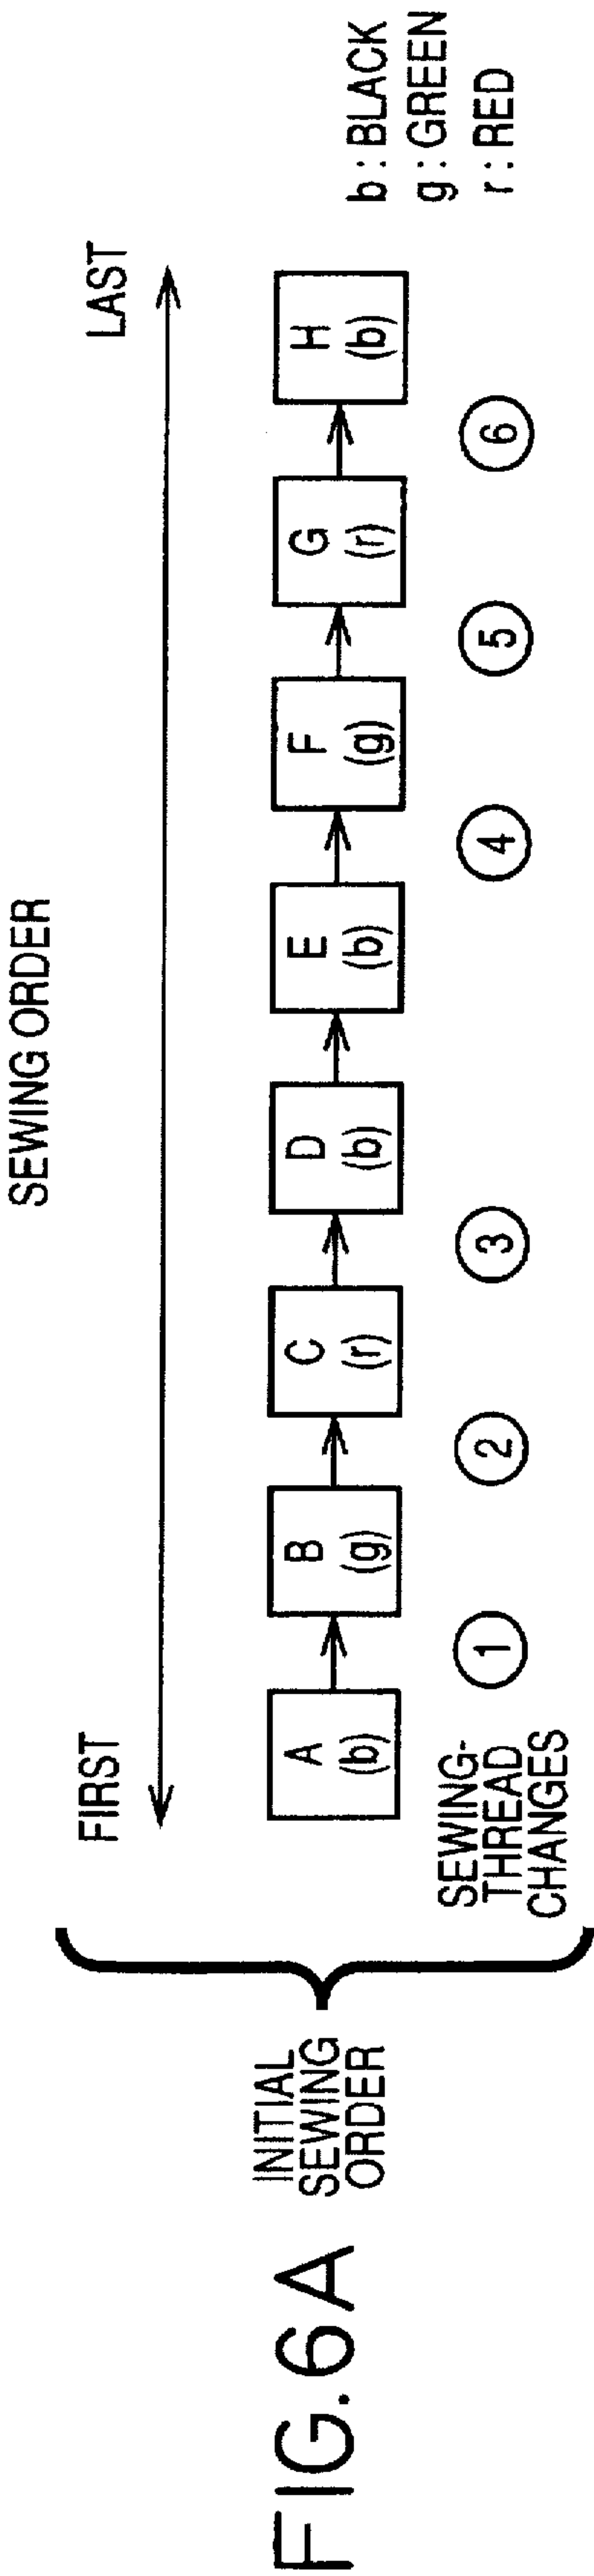 SEWING ORDER
FIRST
LAST
A
(b)
B
(g)
C
(r)
D
(b)
E
(b)
F
(g)
G
(r)
H
(b)
SEWING-
THREAD
CHANGES
1
2
3
4
5
6
b : BLACK
g : GREEN
r : RED
INITIAL
SEWING
ORDER
FIG. 6A